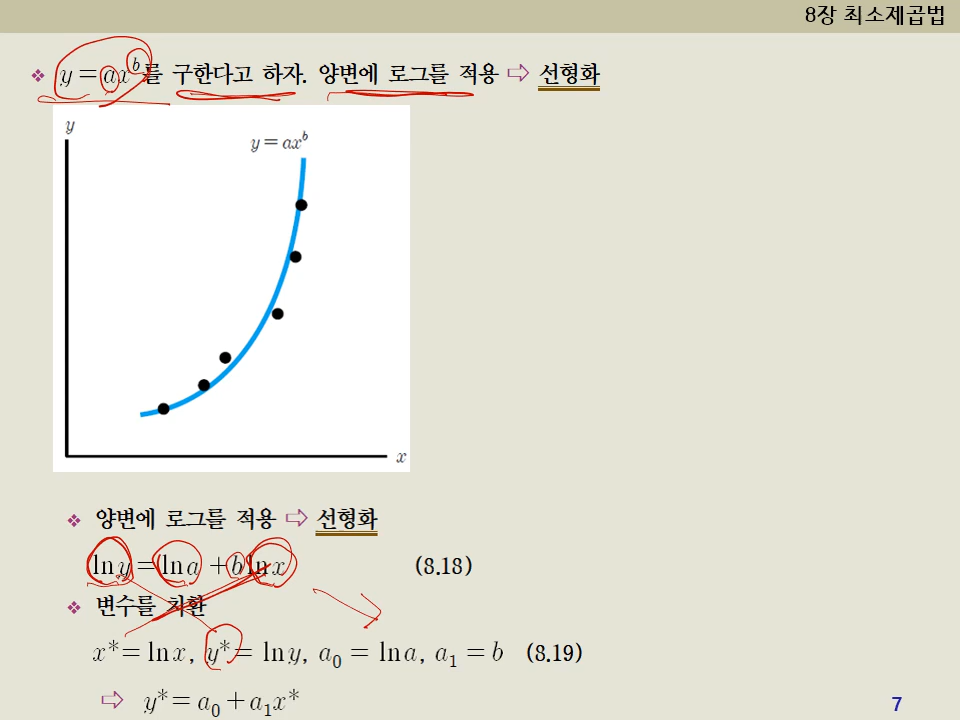 8장 최소제곱법
❖ y = ax^b를 구한다고 하자. 양변에 로그를 적용 ⇨ 선형화
y
y = ax^b
x
❖ 양변에 로그를 적용 ⇨ 선형화
ln y = ln a + b ln x (8.18)
❖ 변수를 치환
x* = ln x, y* = ln y, a₀ = ln a, a₁ = b (8.19)
⇨ y* = a₀ + a₁x*
7